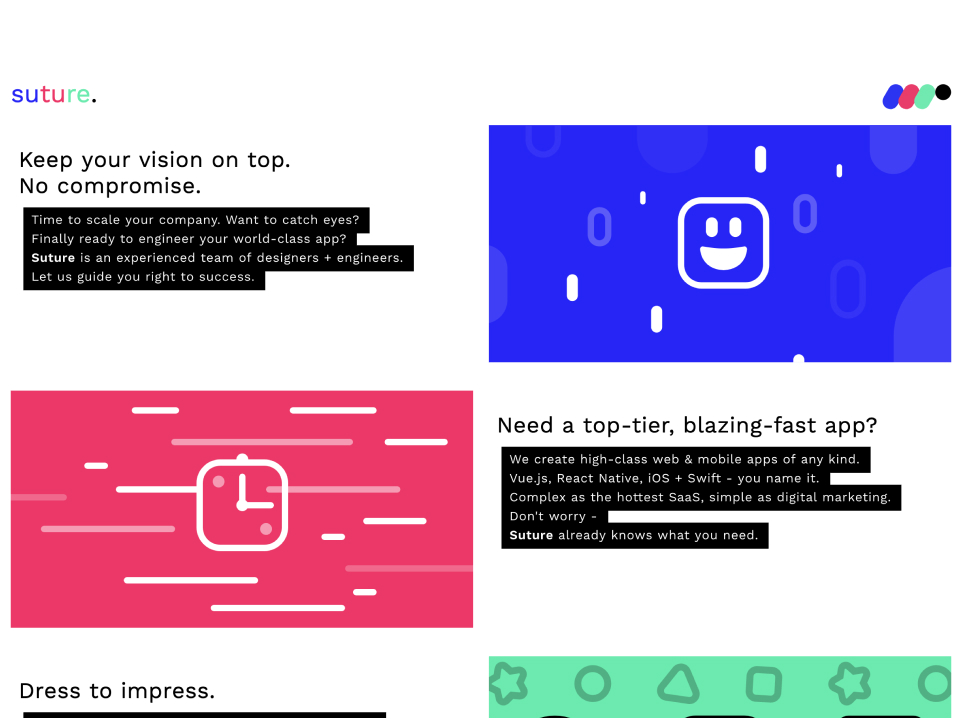 suture.
Keep your vision on top.
No compromise.
Time to scale your company. Want to catch eyes?
Finally ready to engineer your world-class app?
Suture is an experienced team of designers + engineers.
Let us guide you right to success.
Need a top-tier, blazing-fast app?
We create high-class web & mobile apps of any kind.
Vue.js, React Native, iOS + Swift - you name it.
Complex as the hottest SaaS, simple as digital marketing.
Don't worry -
Suture already knows what you need.
Dress to impress.